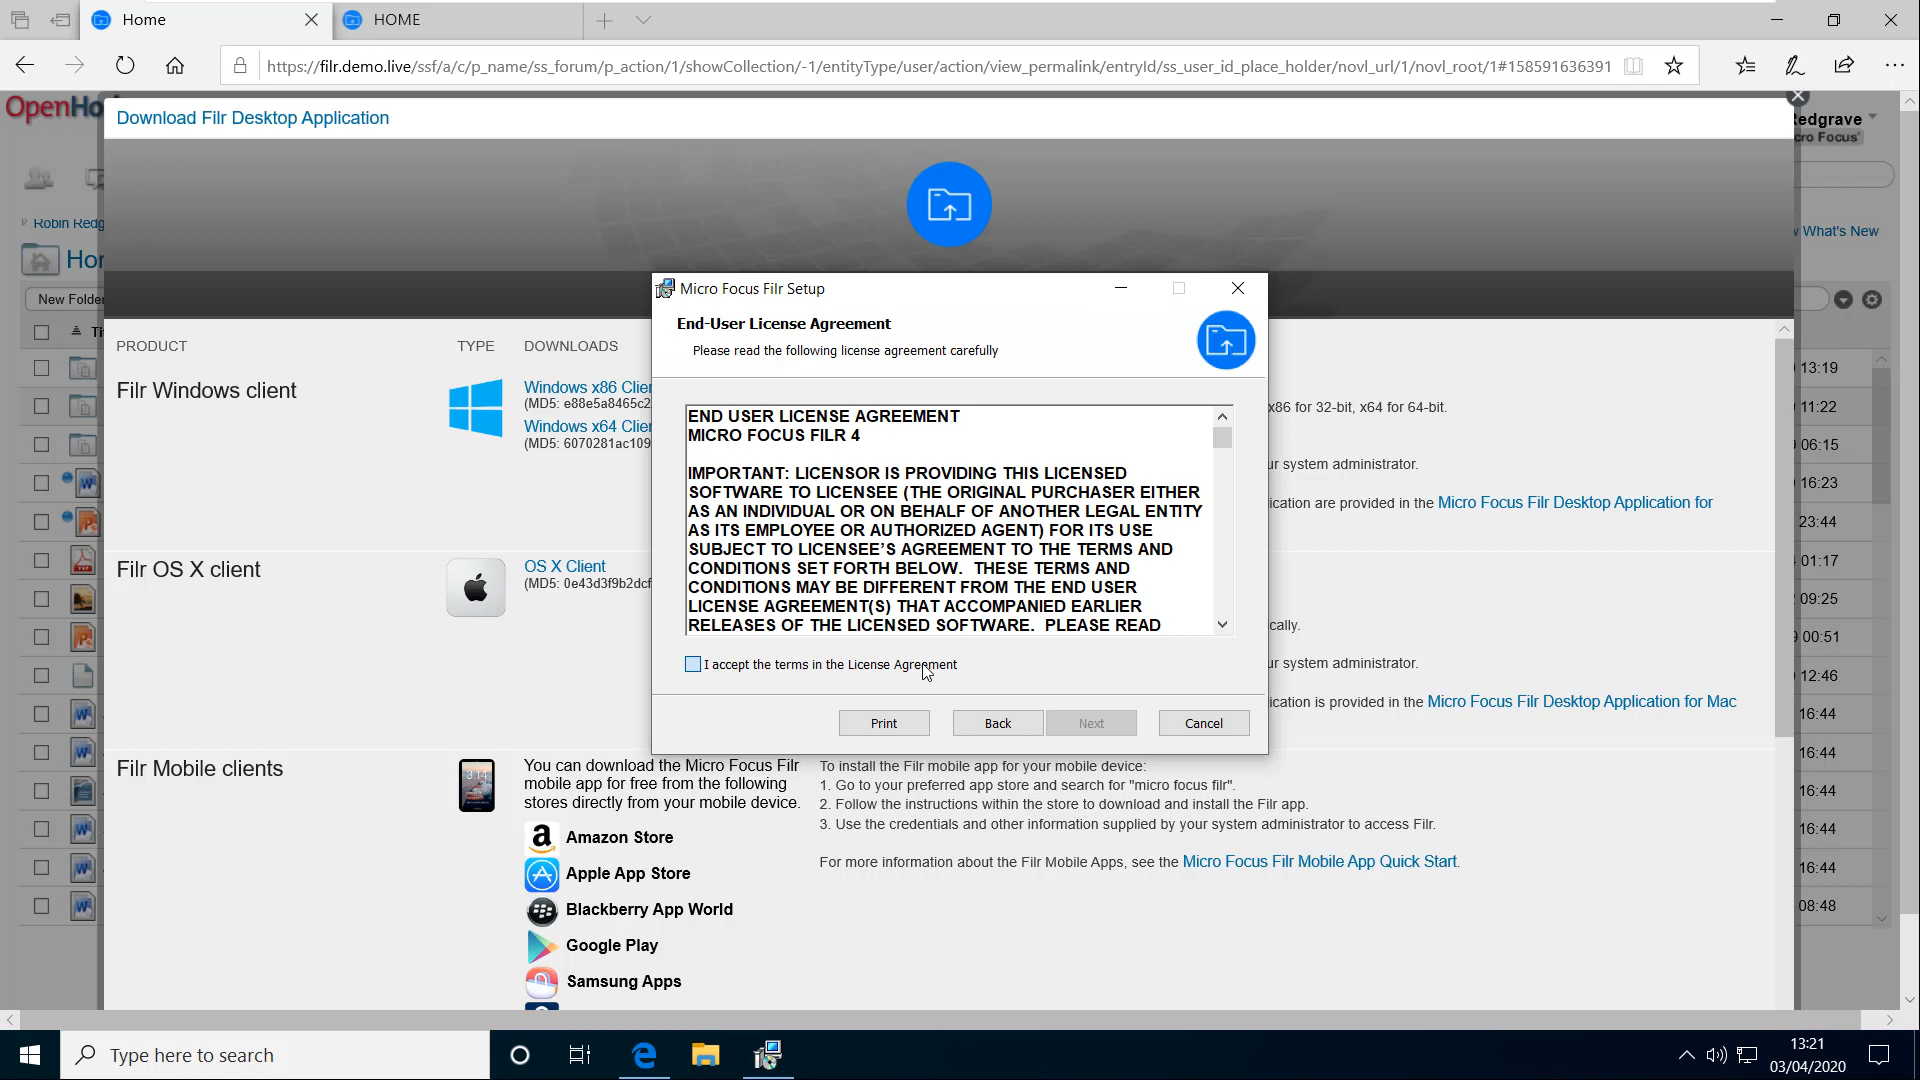 Home
HOME
https://filr.demo.live/ssf/a/c/p_name/ss_forum/p_action/1/showCollection/-1/entityType/user/action/view_permalink/entryId/ss_user_id_place_holder/novl_url/1/novl_root/1#158591636391
OpenHo
Download Filr Desktop Application
Redgrave
cro Focus
Robin Redg
What's New
Hor
New Folde
Ti
PRODUCT
TYPE
DOWNLOADS
Filr Windows client
Windows x86 Clie
(MD5: e88e5a8465c2
Windows x64 Clie
(MD5: 6070281ac109
x86 for 32-bit, x64 for 64-bit.
ur system administrator.
ication are provided in the Micro Focus Filr Desktop Application for
Filr OS X client
OS X Client
(MD5: 0e43d3f9b2dcf
cally.
ur system administrator.
ication is provided in the Micro Focus Filr Desktop Application for Mac
Micro Focus Filr Setup
End-User License Agreement
Please read the following license agreement carefully
END USER LICENSE AGREEMENT
MICRO FOCUS FILR 4
IMPORTANT: LICENSOR IS PROVIDING THIS LICENSED
SOFTWARE TO LICENSEE (THE ORIGINAL PURCHASER EITHER
AS AN INDIVIDUAL OR ON BEHALF OF ANOTHER LEGAL ENTITY
AS ITS EMPLOYEE OR AUTHORIZED AGENT) FOR ITS USE
SUBJECT TO LICENSEE'S AGREEMENT TO THE TERMS AND
CONDITIONS SET FORTH BELOW. THESE TERMS AND
CONDITIONS MAY BE DIFFERENT FROM THE END USER
LICENSE AGREEMENT(S) THAT ACCOMPANIED EARLIER
RELEASES OF THE LICENSED SOFTWARE. PLEASE READ
I accept the terms in the License Agreement
Print
Back
Next
Cancel
Filr Mobile clients
3.14
You can download the Micro Focus Filr
mobile app for free from the following
stores directly from your mobile device.
Amazon Store
Apple App Store
Blackberry App World
Google Play
Samsung Apps
To install the Filr mobile app for your mobile device:
1. Go to your preferred app store and search for "micro focus filr".
2. Follow the instructions within the store to download and install the Filr app.
3. Use the credentials and other information supplied by your system administrator to access Filr.
For more information about the Filr Mobile Apps, see the Micro Focus Filr Mobile App Quick Start.
13:19
11:22
06:15
16:23
23:44
01:17
09:25
00:51
12:46
16:44
16:44
16:44
16:44
16:44
08:48
Type here to search
13:21
03/04/2020